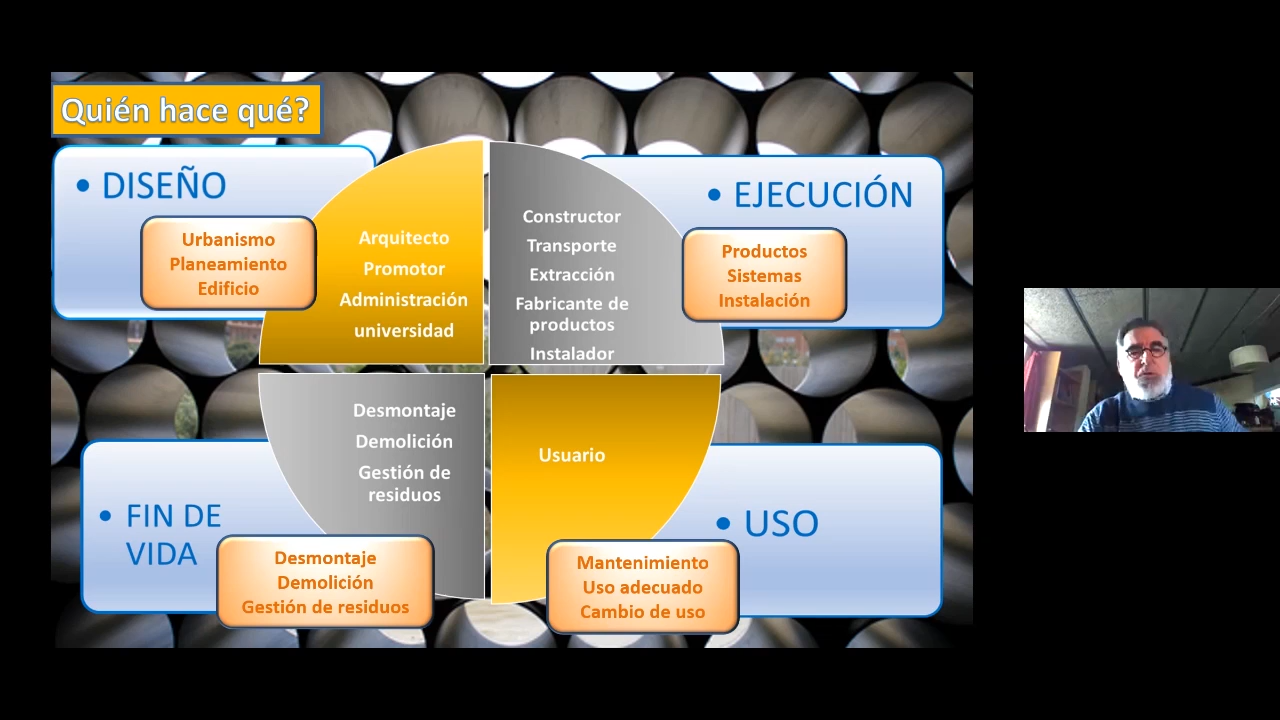 Quién hace qué?
• DISEÑO
Urbanismo
Planeamiento
Edificio
Arquitecto
Promotor
Administración
universidad
Constructor
Transporte
Extracción
Fabricante de
productos
Instalador
• EJECUCIÓN
Productos
Sistemas
Instalación
• FIN DE
VIDA
Desmontaje
Demolición
Gestión de
residuos
Desmontaje
Demolición
Gestión de residuos
Usuario
• USO
Mantenimiento
Uso adecuado
Cambio de uso